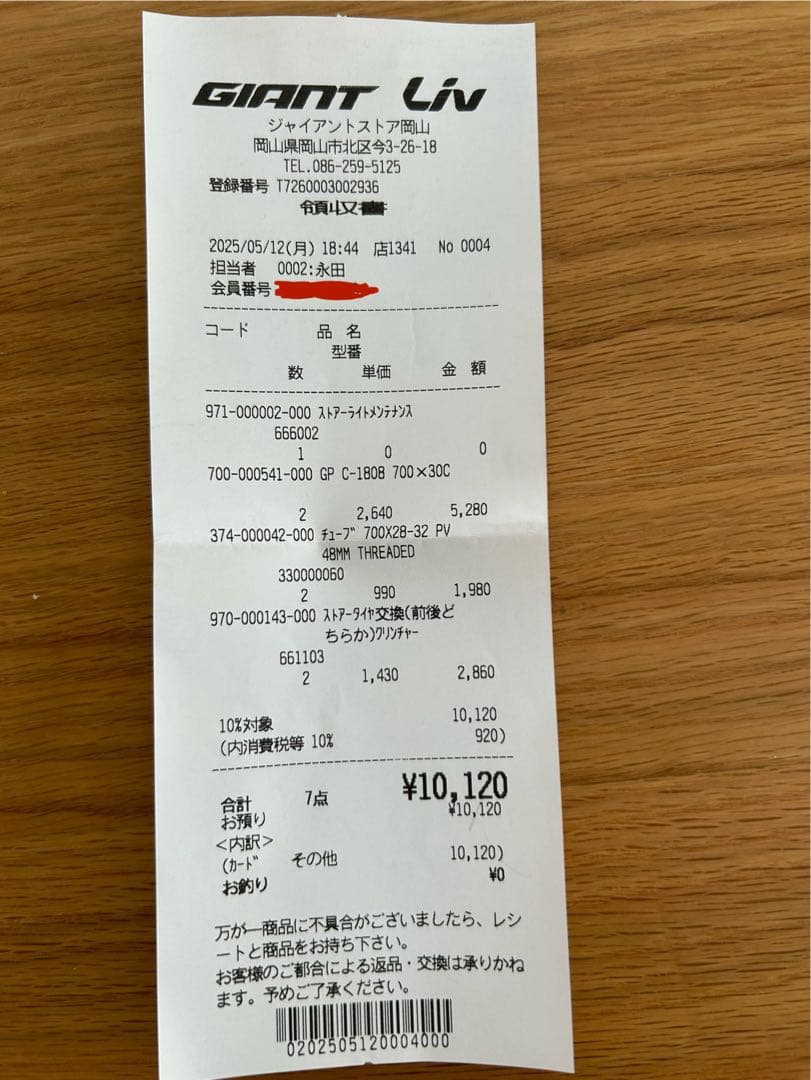 GIANT Liv
ジャイアントストア岡山
岡山県岡山市北区今3-26-18
TEL.086-259-5125
登録番号 T7260003002936
領収書
2025/05/12(月) 18:44 店1341 No 0004
担当者 0002:永田
会員番号
コード 品 名
型番
数 単価 金 額
971-000002-000 ストアーライトメンテナンス
666002
1 0 0
700-000541-000 GP C-1808 700×30C
2 2,640 5,280
374-000042-000 チューブ 700X28-32 PV
48MM THREADED
330000060
2 990 1,980
970-000143-000 ストアータイヤ交換(前後ど
ちらか)クリンチャー
661103
2 1,430 2,860
10%対象 10,120
(内消費税等 10% 920)
合計 7点 ¥10,120
お預り ¥10,120
<内訳>
(カード その他 10,120)
お釣り ¥0
万が一商品に不具合がございましたら、レシ
ートと商品をお持ち下さい。
お客様のご都合による返品・交換は承りかね
ます。予めご了承ください。
0202505120004000